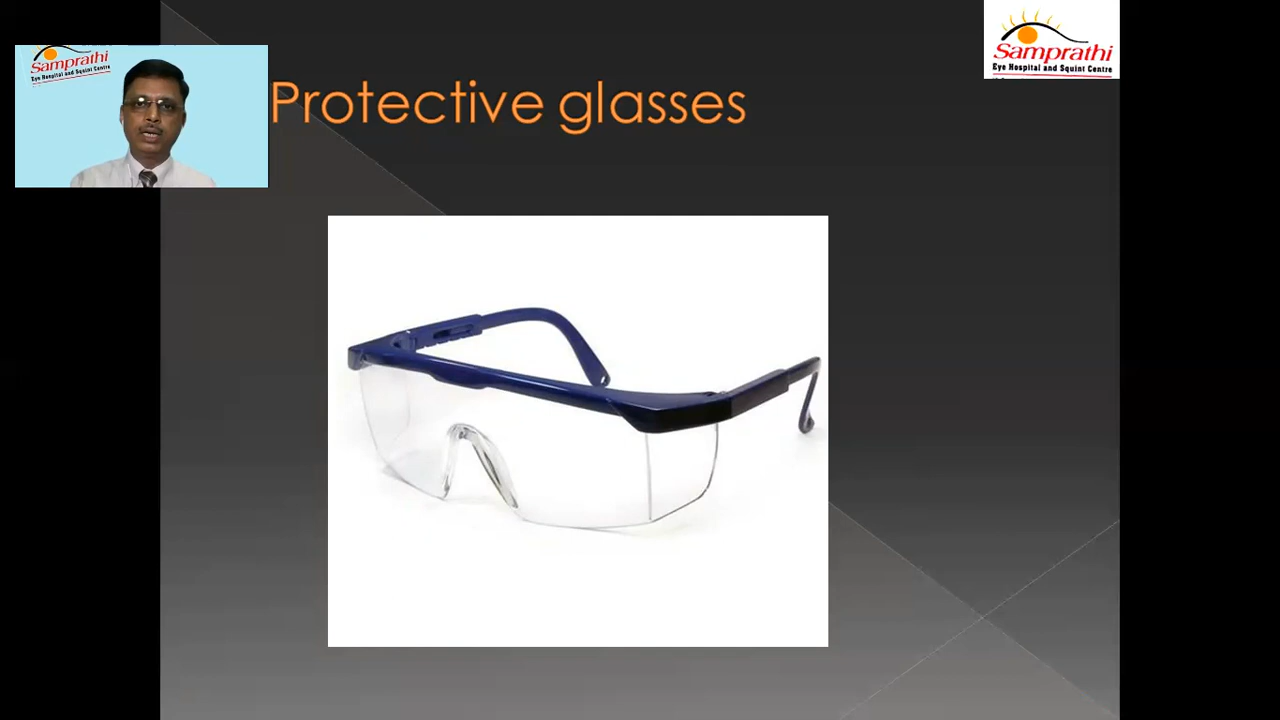 Samprathi
Eye Hospital and Squint Centre
Protective glasses
Samprathi
Eye Hospital and Squint Centre